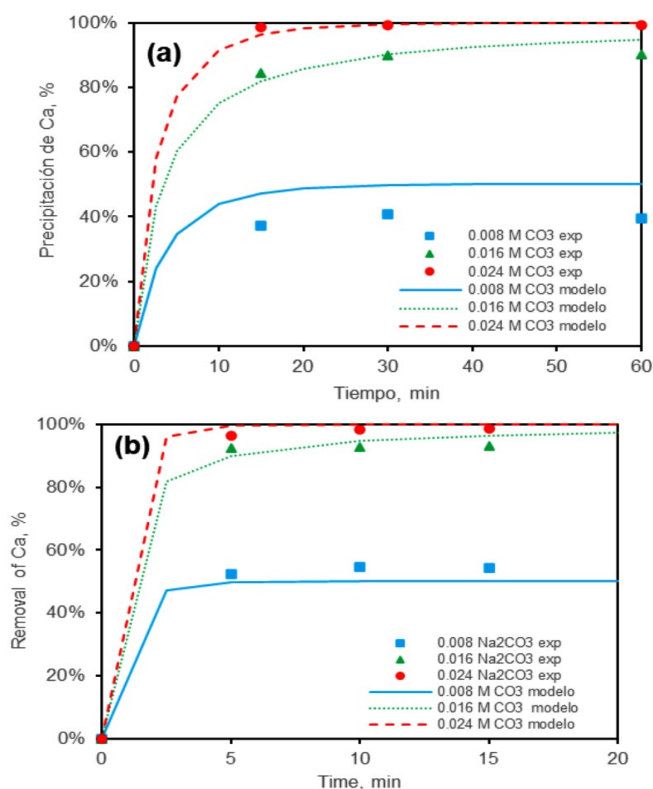 100%
80%
60%
40%
20%
0%
Precipitación de Ca, %
(a)
0.008 M CO3 exp
0.016 M CO3 exp
0.024 M CO3 exp
0.008 M CO3 modelo
0.016 M CO3 modelo
0.024 M CO3 modelo
0 10 20 30 40 50 60
Tiempo, min
100%
80%
60%
40%
20%
0%
Removal of Ca, %
(b)
0.008 Na2CO3 exp
0.016 Na2CO3 exp
0.024 Na2CO3 exp
0.008 M CO3 modelo
0.016 M CO3 modelo
0.024 M CO3 modelo
0 5 10 15 20
Time, min